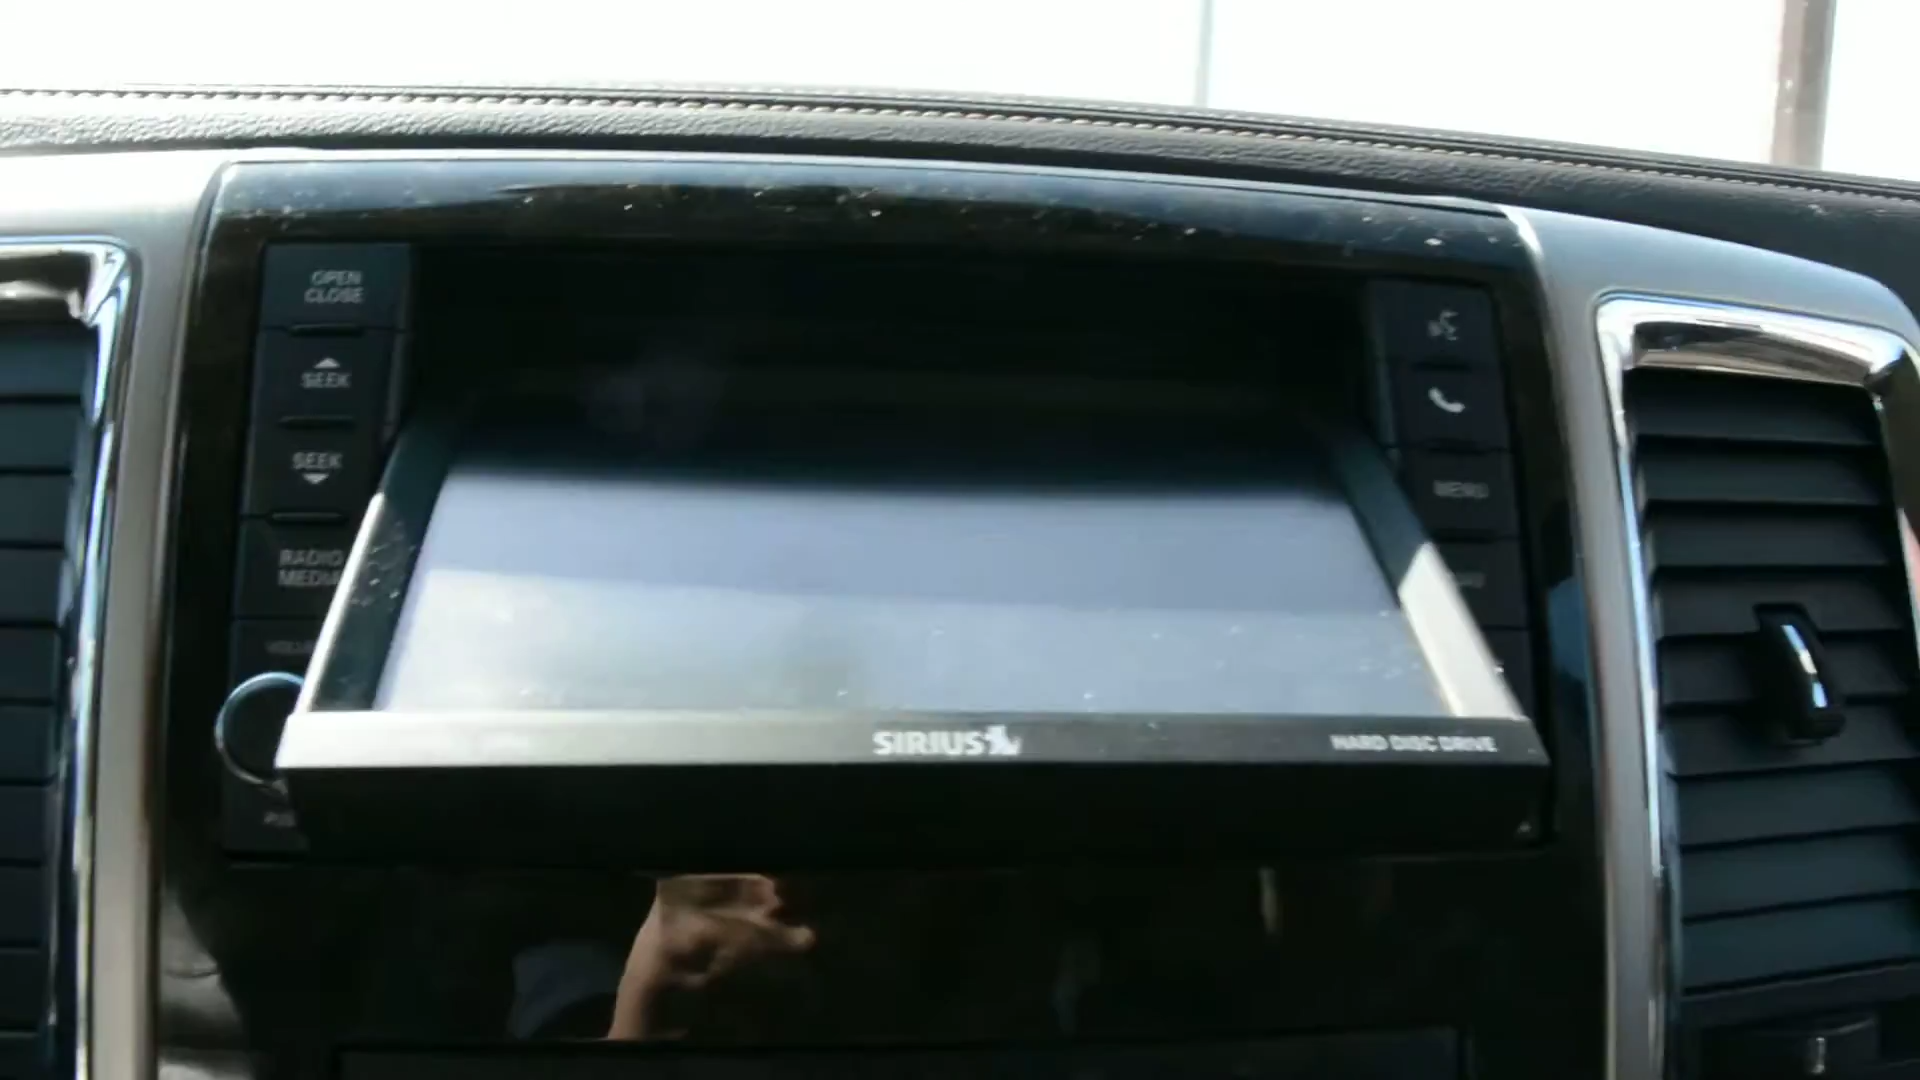 OPEN
CLOSE
SEEK
SEEK
RADIO
MEDIA
MENU
SIRIUS
HARD DISC DRIVE